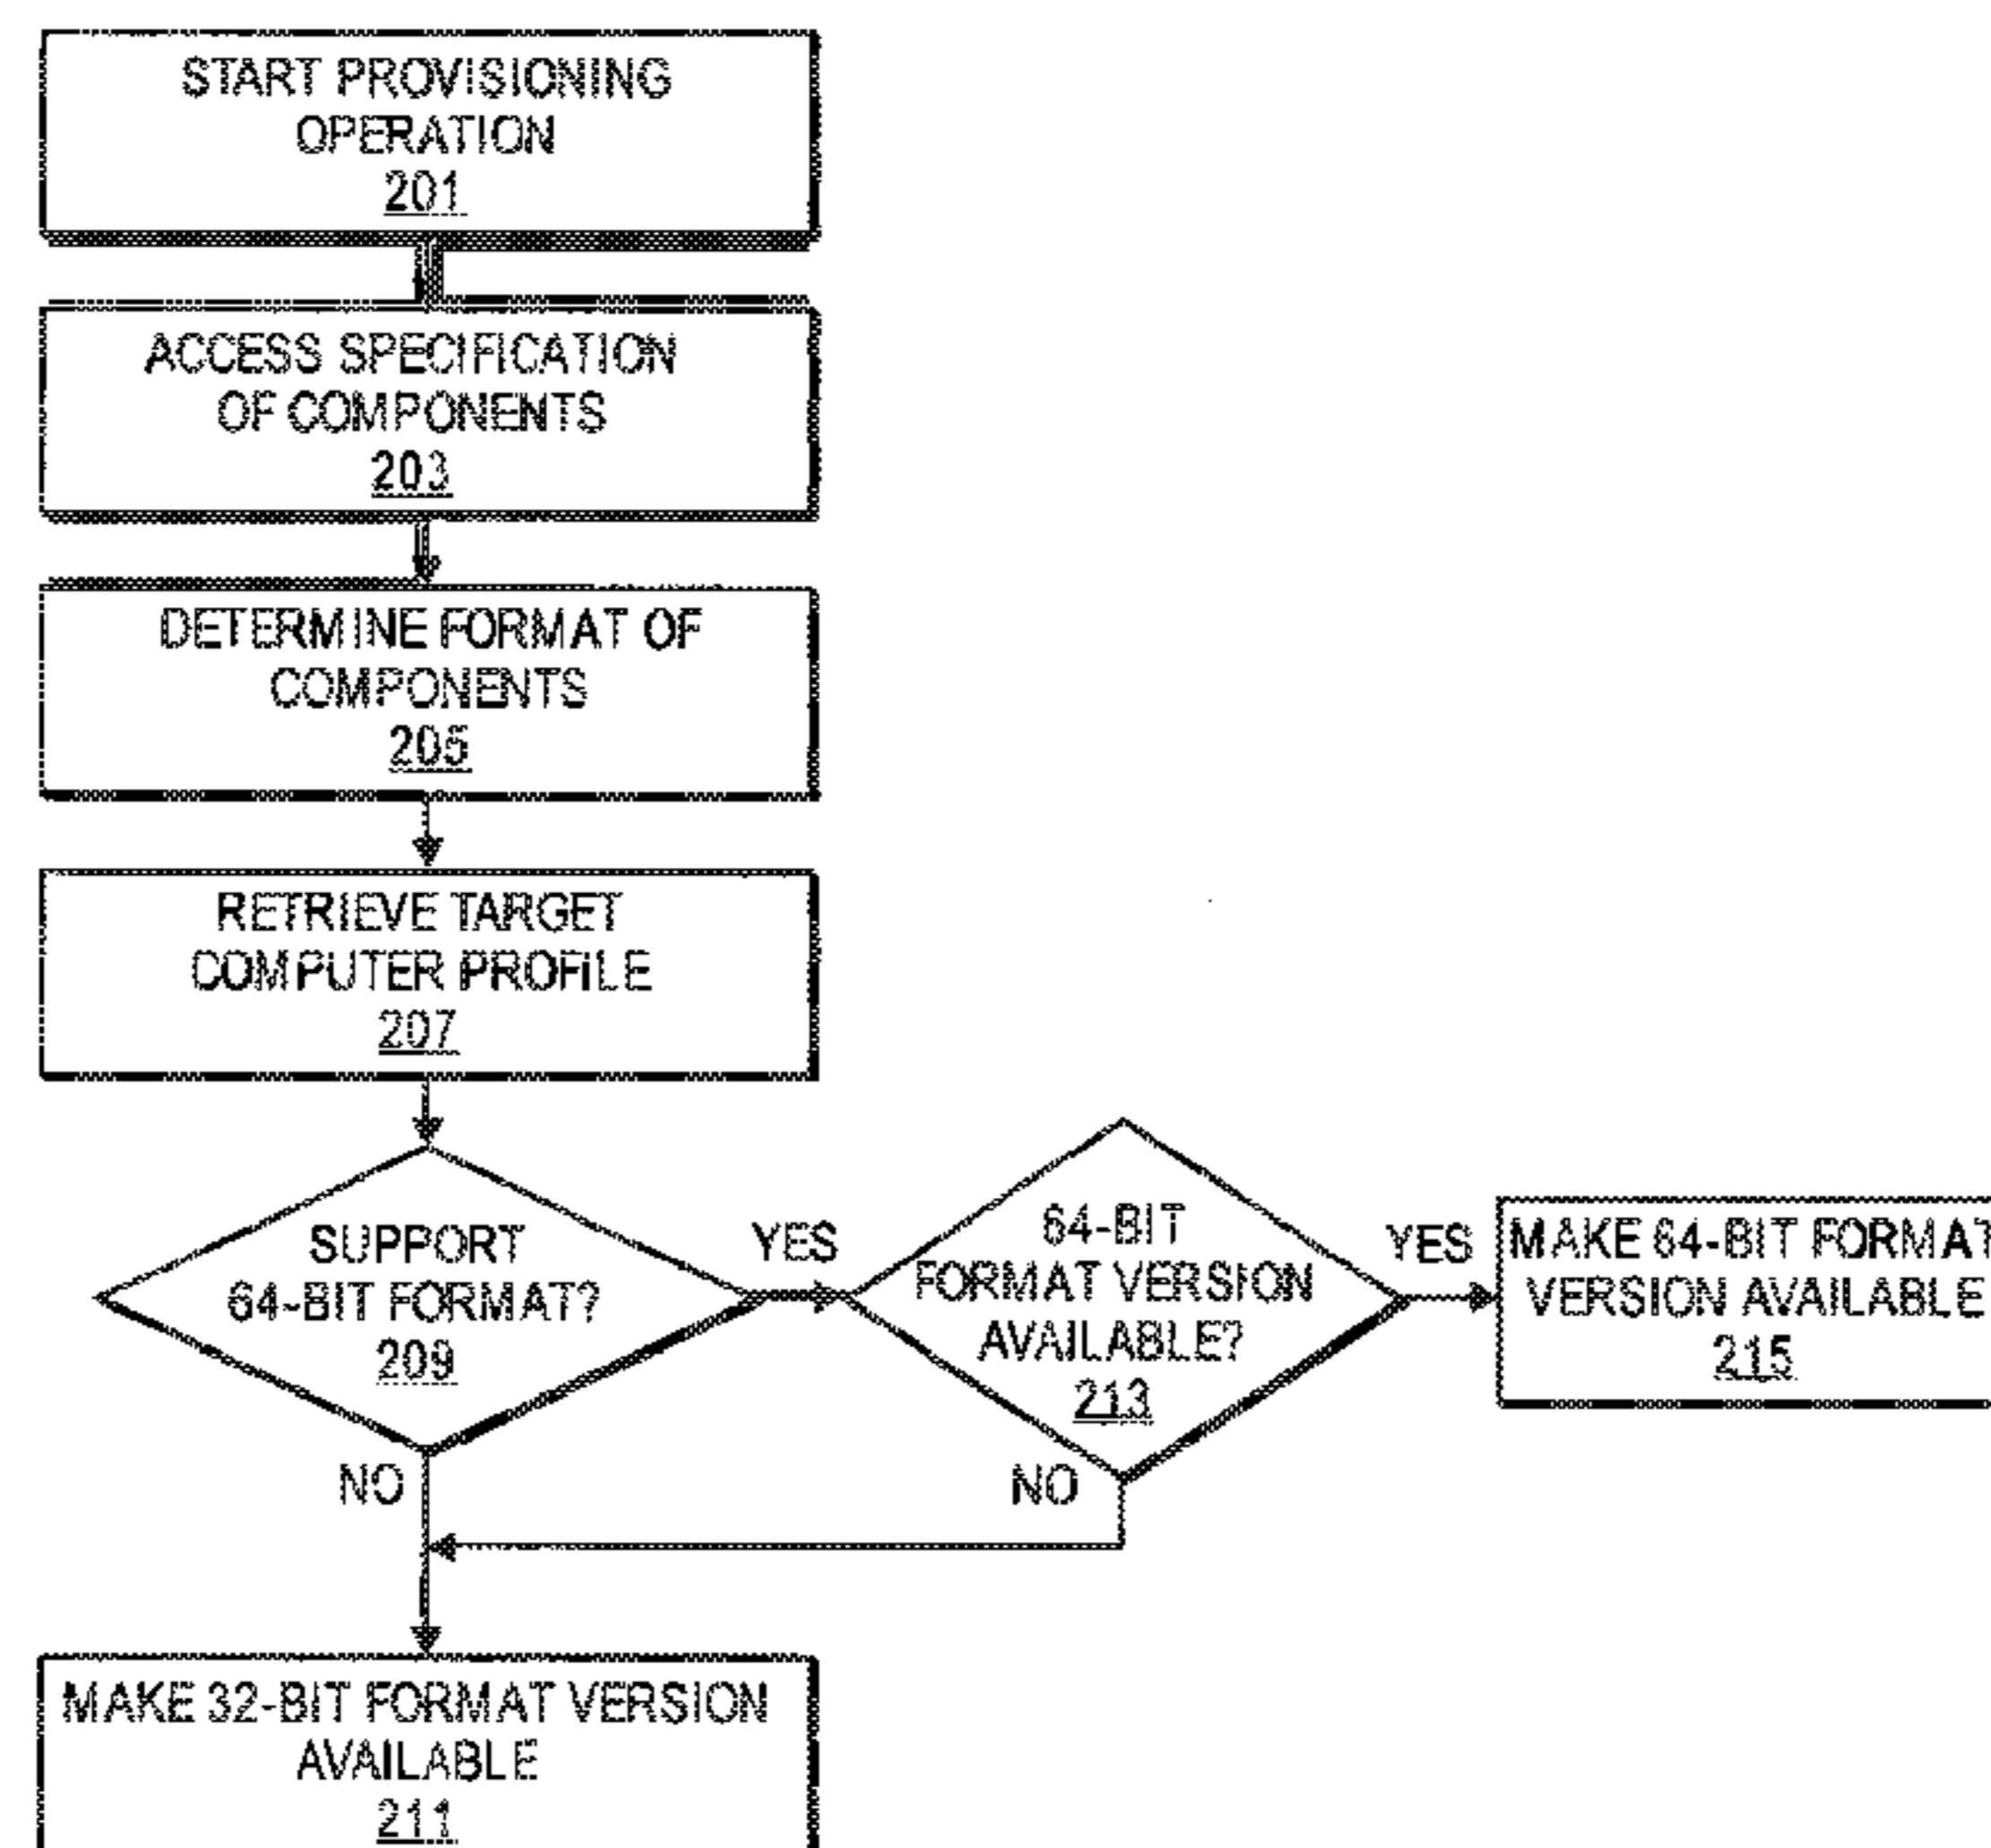 START PROVISIONING
OPERATION
201
ACCESS SPECIFICATION
OF COMPONENTS
203
DETERMINE FORMAT OF
COMPONENTS
205
RETRIEVE TARGET
COMPUTER PROFILE
207
SUPPORT
64-BIT FORMAT?
209
YES
NO
64-BIT
FORMAT VERSION
AVAILABLE?
213
YES
NO
MAKE 64-BIT FORMAT
VERSION AVAILABLE
215
MAKE 32-BIT FORMAT VERSION
AVAILABLE
211